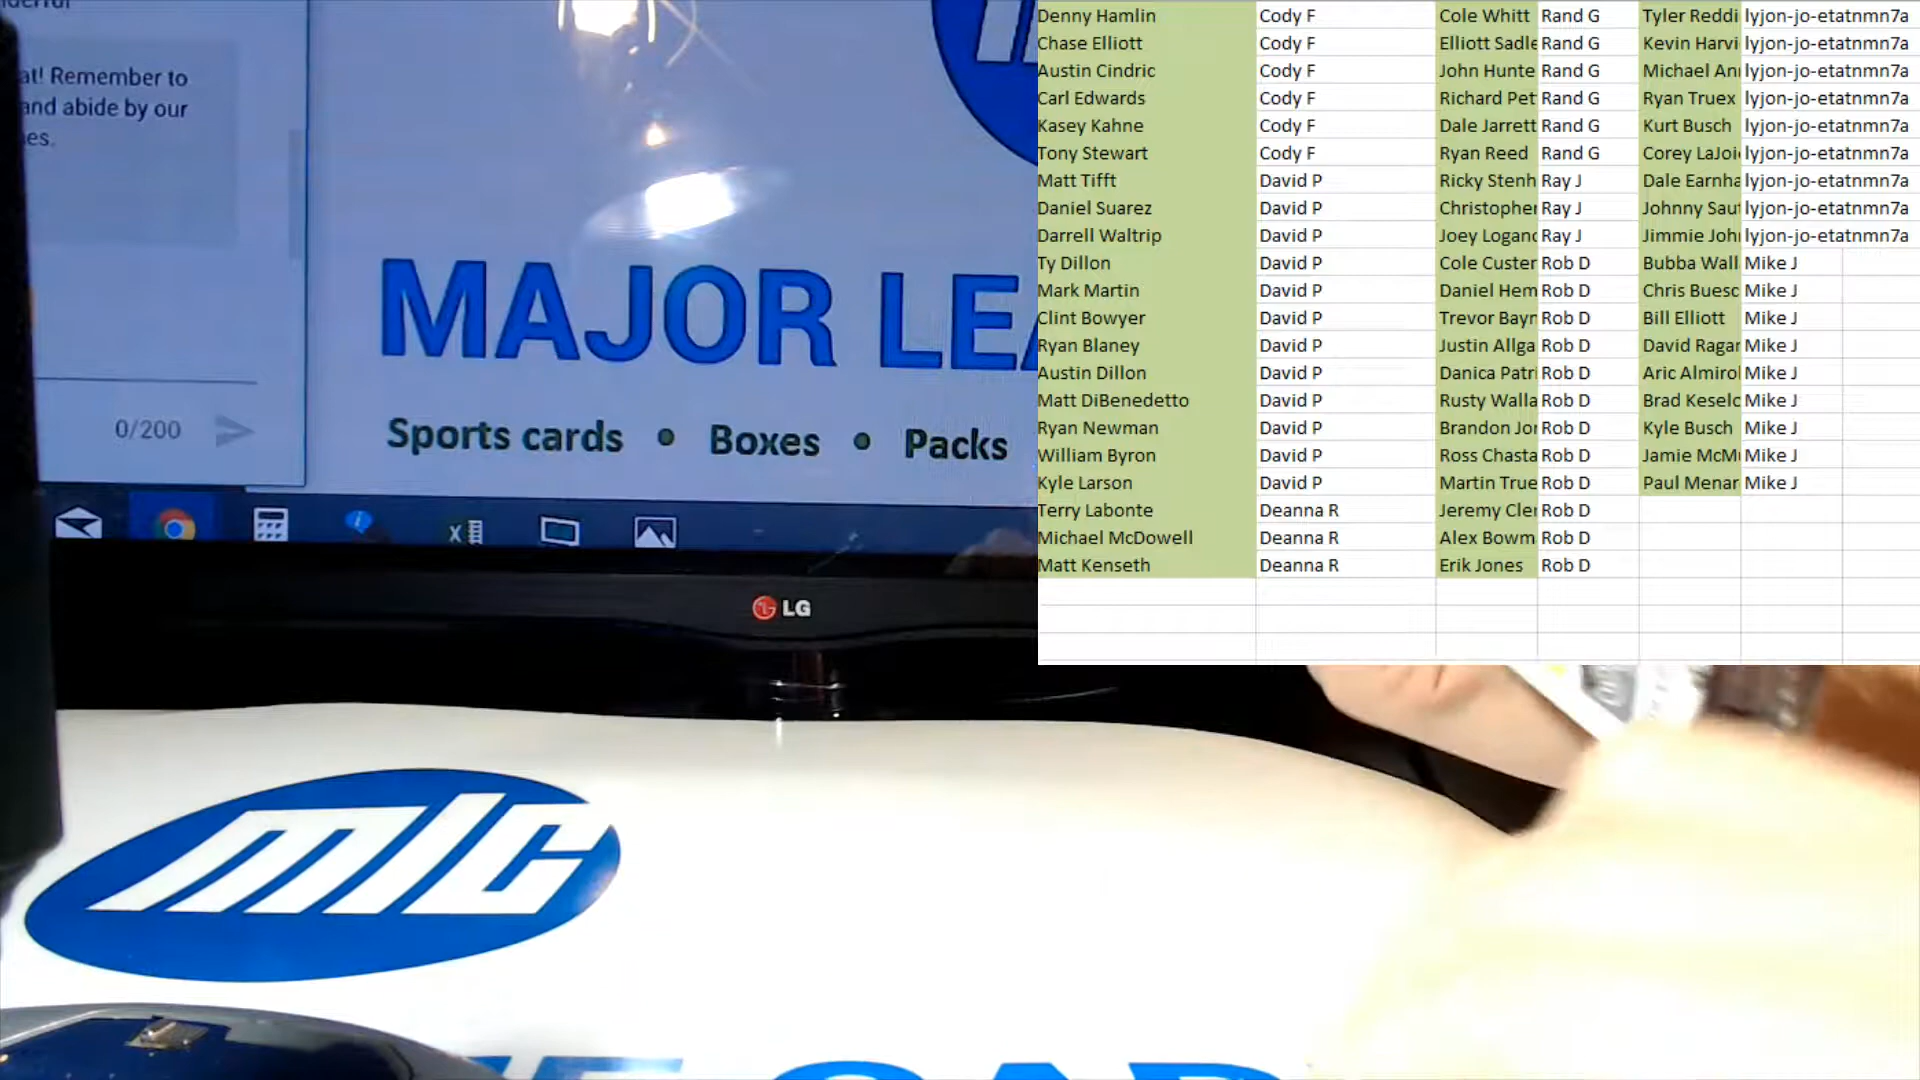 at! Remember to
and abide by our
es.
0/200
MAJOR LEA
Sports cards • Boxes • Packs
LG
mlc
Denny Hamlin Cody F Cole Whitt Rand G Tyler Reddi lyjon-jo-etatnmn7a
Chase Elliott Cody F Elliott Sadle Rand G Kevin Harvi lyjon-jo-etatnmn7a
Austin Cindric Cody F John Hunte Rand G Michael An lyjon-jo-etatnmn7a
Carl Edwards Cody F Richard Pet Rand G Ryan Truex lyjon-jo-etatnmn7a
Kasey Kahne Cody F Dale Jarrett Rand G Kurt Busch lyjon-jo-etatnmn7a
Tony Stewart Cody F Ryan Reed Rand G Corey LaJoi lyjon-jo-etatnmn7a
Matt Tifft David P Ricky Stenh Ray J Dale Earnha lyjon-jo-etatnmn7a
Daniel Suarez David P Christopher Ray J Johnny Sau lyjon-jo-etatnmn7a
Darrell Waltrip David P Joey Logano Ray J Jimmie John lyjon-jo-etatnmn7a
Ty Dillon David P Cole Custer Rob D Bubba Wall Mike J
Mark Martin David P Daniel Hem Rob D Chris Buesc Mike J
Clint Bowyer David P Trevor Bayn Rob D Bill Elliott Mike J
Ryan Blaney David P Justin Allga Rob D David Ragan Mike J
Austin Dillon David P Danica Patri Rob D Aric Almirol Mike J
Matt DiBenedetto David P Rusty Walla Rob D Brad Keselo Mike J
Ryan Newman David P Brandon Jon Rob D Kyle Busch Mike J
William Byron David P Ross Chasta Rob D Jamie McMu Mike J
Kyle Larson David P Martin True Rob D Paul Menar Mike J
Terry Labonte Deanna R Jeremy Clem Rob D
Michael McDowell Deanna R Alex Bowm Rob D
Matt Kenseth Deanna R Erik Jones Rob D